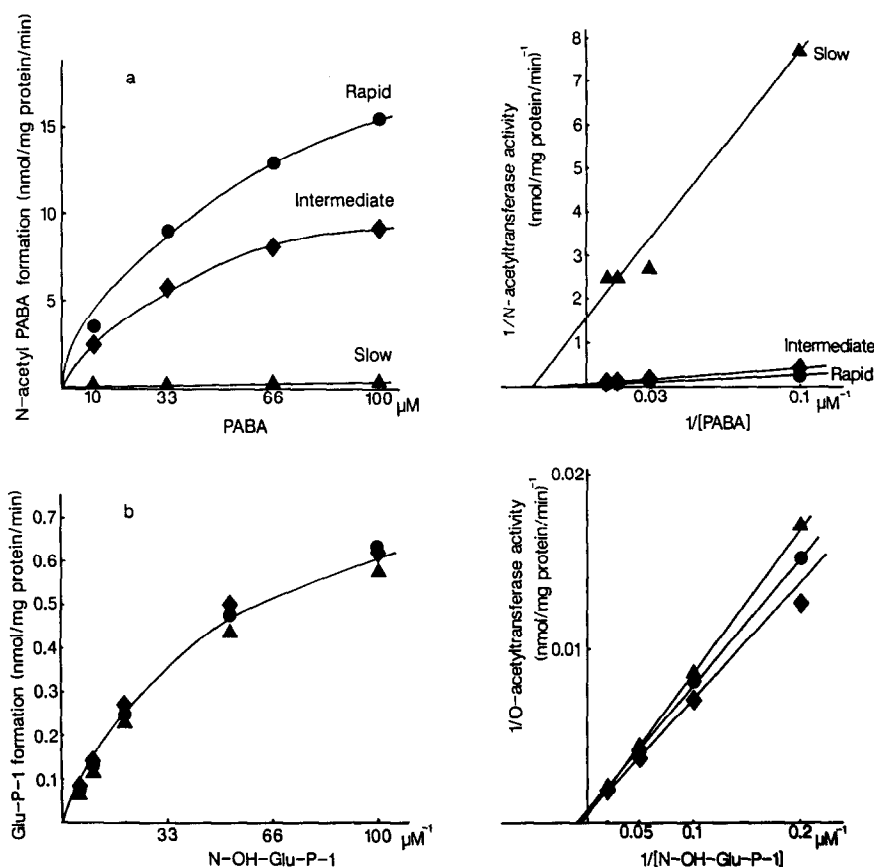 a
N-acetyl PABA formation (nmol/mg protein/min)
15
10
5
Rapid
Intermediate
Slow
10 33 66 100 µM
PABA
1/N-acetyltransferase activity
(nmol/mg protein/min)⁻¹
8
7
6
5
4
3
2
1
Slow
Intermediate
Rapid
0.03 0.1 µM⁻¹
1/[PABA]
b
Glu-P-1 formation (nmol/mg protein/min)
0.7
0.6
0.5
0.4
0.3
0.2
0.1
33 66 100 µM⁻¹
N-OH-Glu-P-1
1/O-acetyltransferase activity
(nmol/mg protein/min)⁻¹
0.02
0.01
0.05 0.1 0.2 µM⁻¹
1/[N-OH-Glu-P-1]